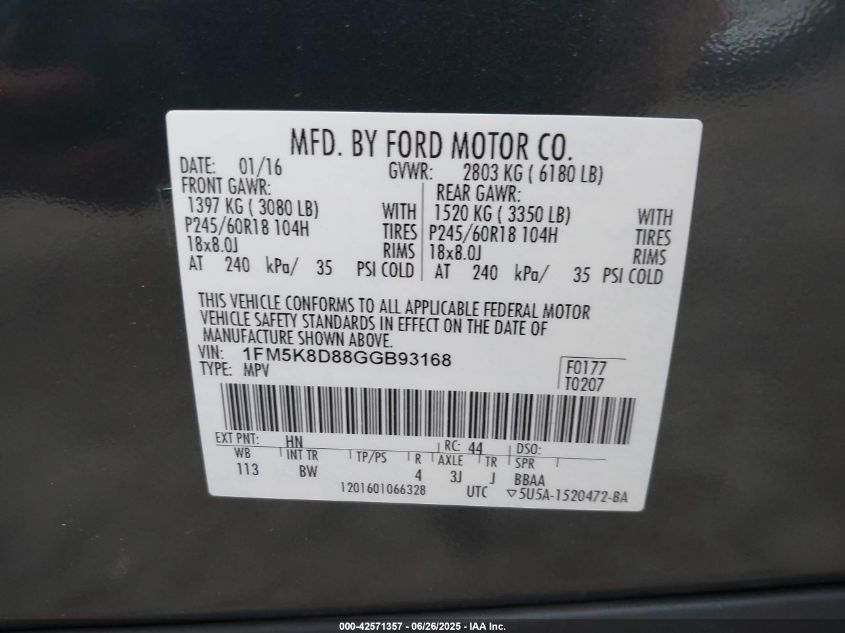 MFD. BY FORD MOTOR CO.
DATE: 01/16 GVWR: 2803 KG ( 6180 LB)
FRONT GAWR: REAR GAWR:
1397 KG ( 3080 LB) WITH 1520 KG ( 3350 LB) WITH
P245/60R18 104H TIRES P245/60R18 104H TIRES
18x8.0J RIMS 18x8.0J RIMS
AT 240 kPa/ 35 PSI COLD AT 240 kPa/ 35 PSI COLD
THIS VEHICLE CONFORMS TO ALL APPLICABLE FEDERAL MOTOR
VEHICLE SAFETY STANDARDS IN EFFECT ON THE DATE OF
MANUFACTURE SHOWN ABOVE.
VIN: 1FM5K8D88GGB93168 F0177
TYPE: MPV T0207
EXT PNT: HN RC: 44 DSO:
WB INT TR TP/PS R AXLE TR SPR
113 BW 4 3J J BBAA
1201601066328 UTC ▽5U5A-1520472-BA
000-42571357 - 06/26/2025 - IAA Inc.